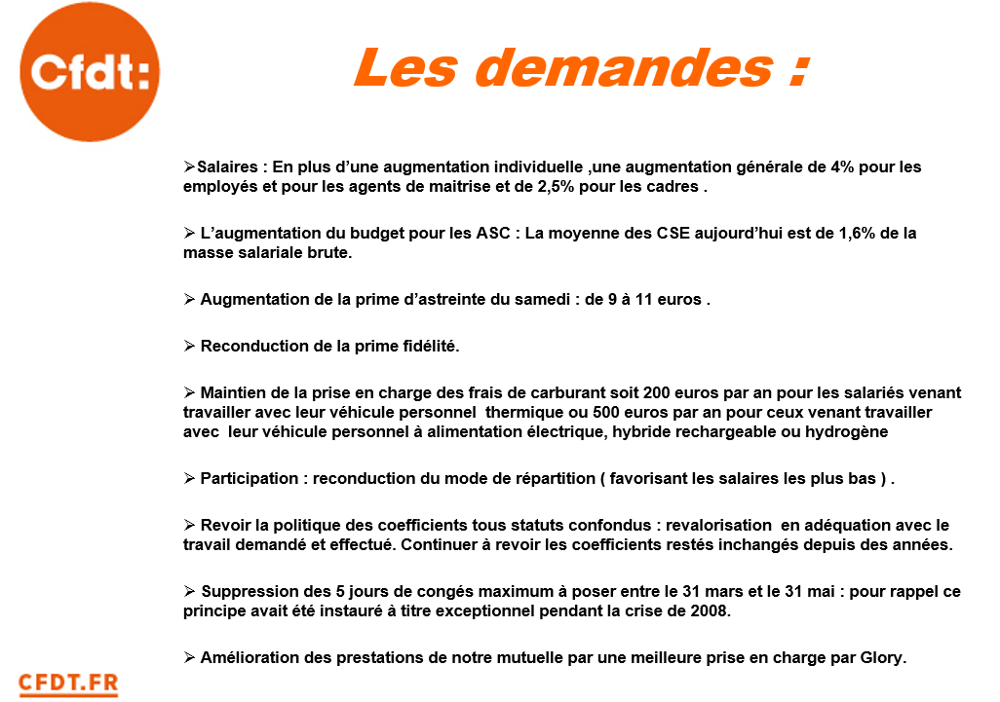 Cfdt:
Les demandes :
➢Salaires : En plus d’une augmentation individuelle ,une augmentation générale de 4% pour les
employés et pour les agents de maitrise et de 2,5% pour les cadres .
➢ L’augmentation du budget pour les ASC : La moyenne des CSE aujourd’hui est de 1,6% de la
masse salariale brute.
➢ Augmentation de la prime d’astreinte du samedi : de 9 à 11 euros .
➢ Reconduction de la prime fidélité.
➢ Maintien de la prise en charge des frais de carburant soit 200 euros par an pour les salariés venant
travailler avec leur véhicule personnel  thermique ou 500 euros par an pour ceux venant travailler
avec  leur véhicule personnel à alimentation électrique, hybride rechargeable ou hydrogène
➢ Participation : reconduction du mode de répartition ( favorisant les salaires les plus bas ) .
➢ Revoir la politique des coefficients tous statuts confondus : revalorisation  en adéquation avec le
travail demandé et effectué. Continuer à revoir les coefficients restés inchangés depuis des années.
➢ Suppression des 5 jours de congés maximum à poser entre le 31 mars et le 31 mai : pour rappel ce
principe avait été instauré à titre exceptionnel pendant la crise de 2008.
➢ Amélioration des prestations de notre mutuelle par une meilleure prise en charge par Glory.
CFDT.FR